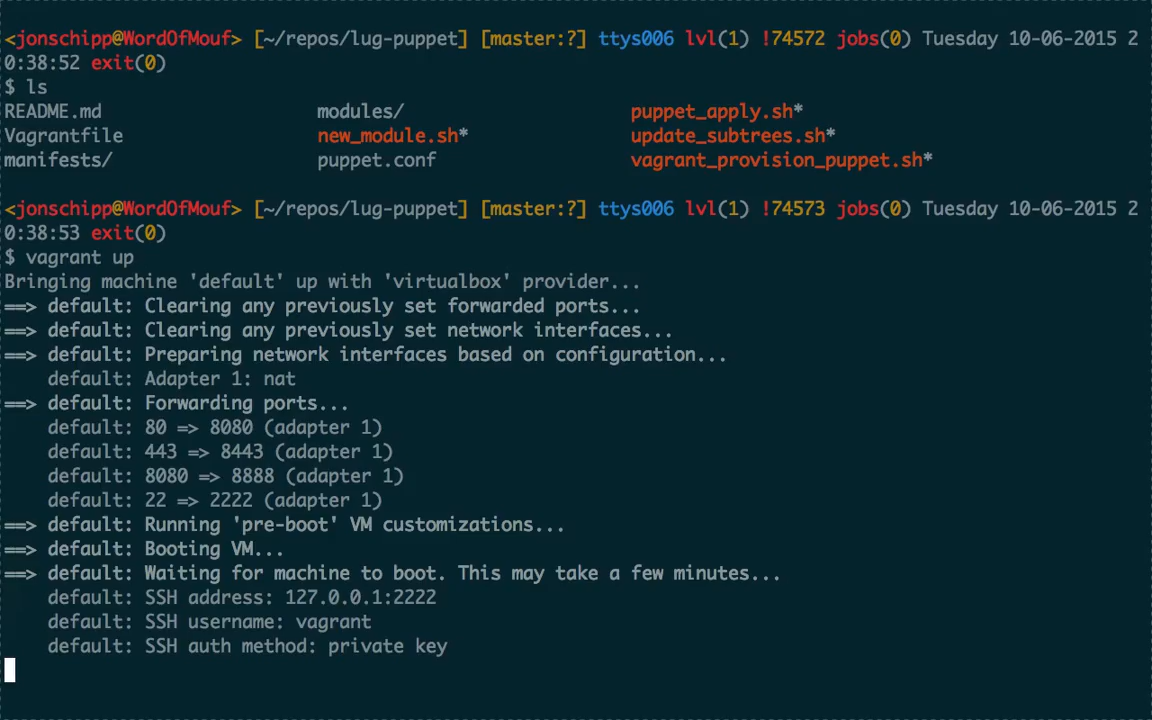 <jonschipp@WordOfMouf> [~/repos/lug-puppet] [master:?] ttys006 lvl(1) !74572 jobs(0) Tuesday 10-06-2015 2
0:38:52 exit(0)
$ ls
README.md modules/ puppet_apply.sh*
Vagrantfile new_module.sh* update_subtrees.sh*
manifests/ puppet.conf vagrant_provision_puppet.sh*
<jonschipp@WordOfMouf> [~/repos/lug-puppet] [master:?] ttys006 lvl(1) !74573 jobs(0) Tuesday 10-06-2015 2
0:38:53 exit(0)
$ vagrant up
Bringing machine 'default' up with 'virtualbox' provider...
==> default: Clearing any previously set forwarded ports...
==> default: Clearing any previously set network interfaces...
==> default: Preparing network interfaces based on configuration...
default: Adapter 1: nat
==> default: Forwarding ports...
default: 80 => 8080 (adapter 1)
default: 443 => 8443 (adapter 1)
default: 8080 => 8888 (adapter 1)
default: 22 => 2222 (adapter 1)
==> default: Running 'pre-boot' VM customizations...
==> default: Booting VM...
==> default: Waiting for machine to boot. This may take a few minutes...
default: SSH address: 127.0.0.1:2222
default: SSH username: vagrant
default: SSH auth method: private key